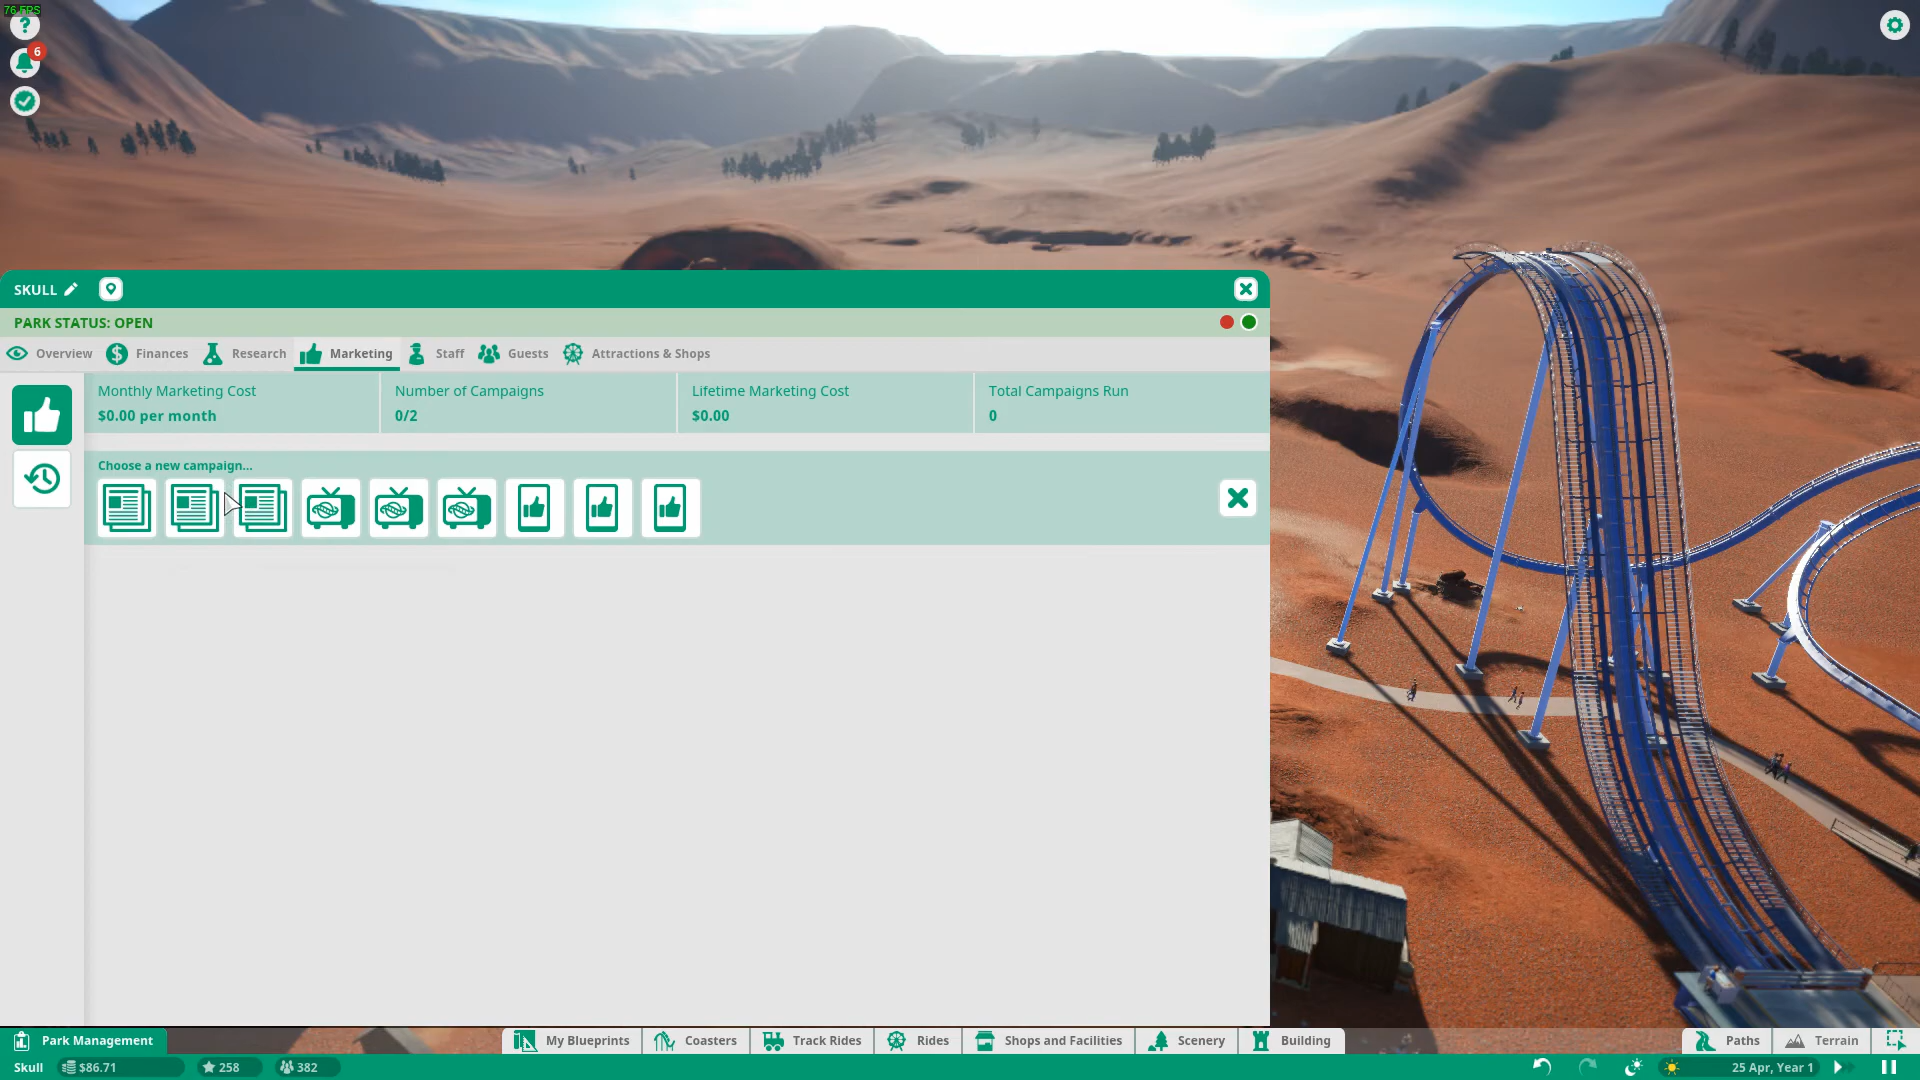 76 FPS
?
6
SKULL
PARK STATUS: OPEN
Overview
Finances
Research
Marketing
Staff
Guests
Attractions & Shops
Monthly Marketing Cost
$0.00 per month
Number of Campaigns
0/2
Lifetime Marketing Cost
$0.00
Total Campaigns Run
0
Choose a new campaign...
Park Management
My Blueprints
Coasters
Track Rides
Rides
Shops and Facilities
Scenery
Building
Paths
Terrain
Skull
$86.71
258
382
25 Apr, Year 1